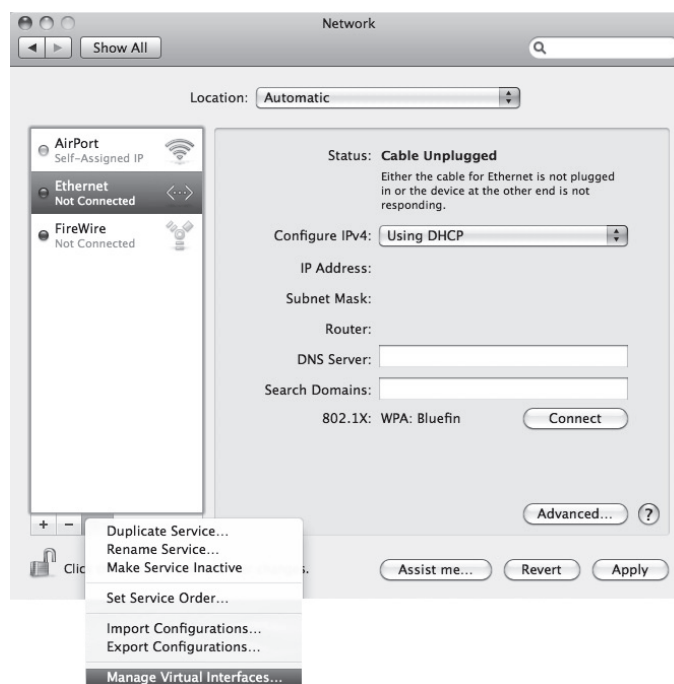 Network
Show All
Location: Automatic
AirPort
Self-Assigned IP
Ethernet
Not Connected
FireWire
Not Connected
Status: Cable Unplugged
Either the cable for Ethernet is not plugged
in or the device at the other end is not
responding.
Configure IPv4: Using DHCP
IP Address:
Subnet Mask:
Router:
DNS Server:
Search Domains:
802.1X: WPA: Bluefin Connect
Advanced... ?
+ −
Duplicate Service...
Rename Service...
Make Service Inactive
Set Service Order...
Import Configurations...
Export Configurations...
Manage Virtual Interfaces...
Assist me... Revert Apply